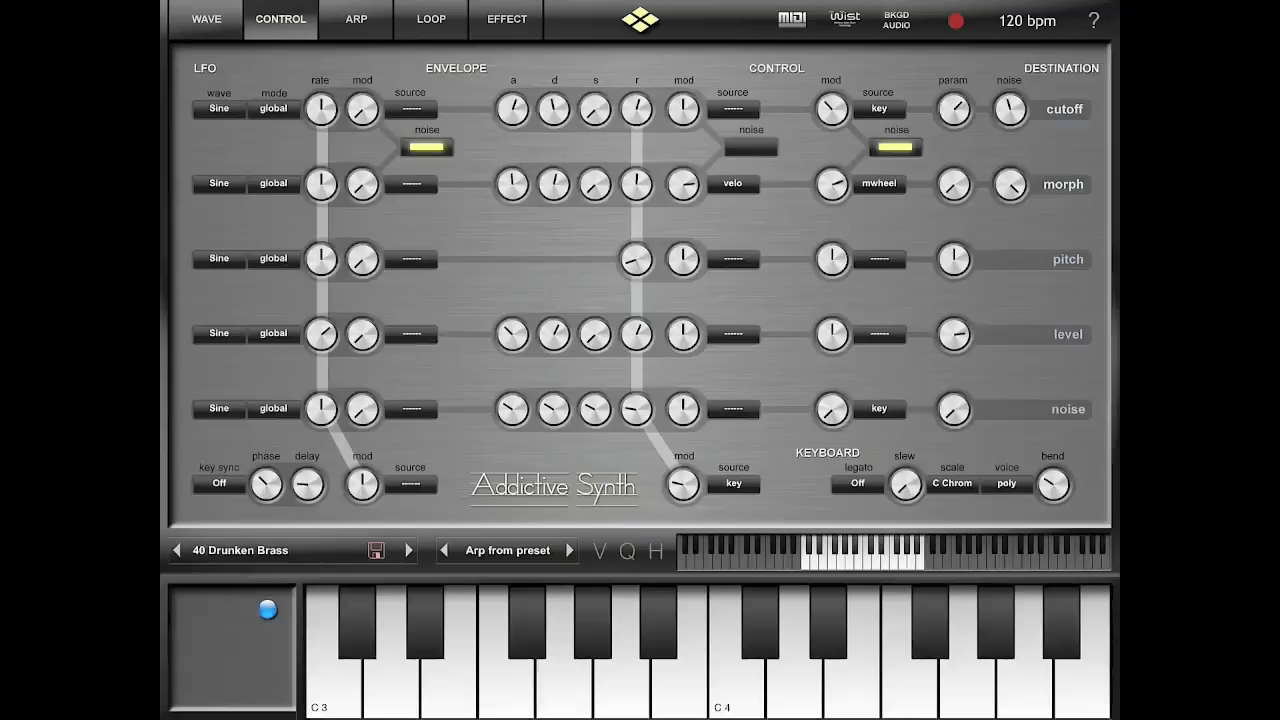 WAVE CONTROL ARP LOOP EFFECT MIDI Wist BKGD AUDIO 120 bpm ?
LFO ENVELOPE CONTROL DESTINATION
wave mode rate mod source a d s r mod source mod source param noise
Sine global ------ ------ key cutoff
noise noise noise
Sine global ------ velo mwheel morph
Sine global ------ ------ ------ pitch
Sine global ------ ------ ------ level
Sine global ------ ------ key noise
KEYBOARD
key sync phase delay mod source mod source legato slew scale voice bend
Off ------ Addictive Synth key Off C Chrom poly
40 Drunken Brass Arp from preset V Q H
C 3 C 4